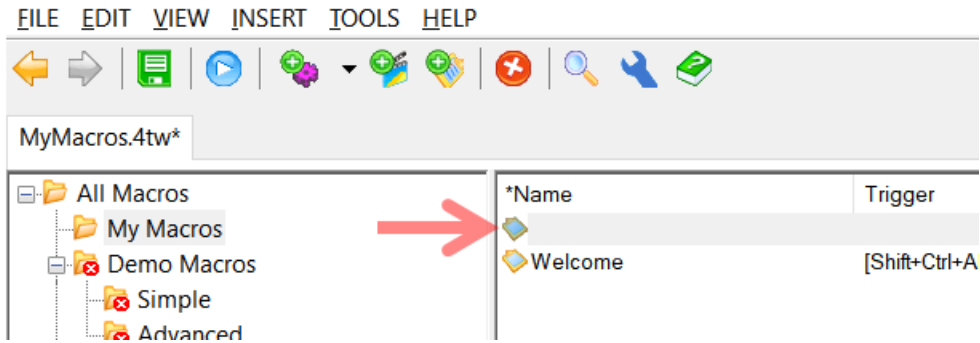 FILE EDIT VIEW INSERT TOOLS HELP
MyMacros.4tw*
All Macros
My Macros
Demo Macros
Simple
Advanced
*Name Trigger
Welcome [Shift+Ctrl+A